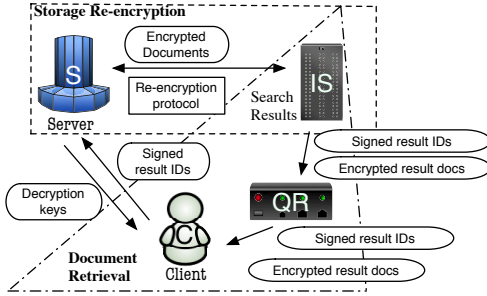 Storage Re-encryption
Encrypted
Documents
S
IS
Re-encryption
protocol
Search
Results
Server
Signed
result IDs
Signed result IDs
Encrypted result docs
Decryption
keys
QR
C
Signed result IDs
Document
Retrieval
Client
Encrypted result docs